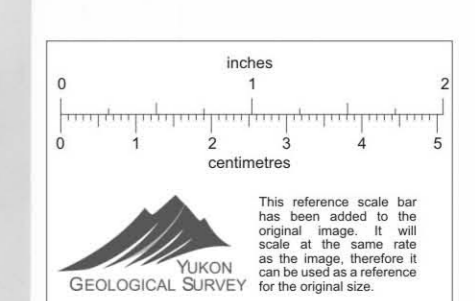 inches
0 1 2
0 1 2 3 4 5
centimetres
This reference scale bar
has been added to the
original image. It will
scale at the same rate
as the image, therefore it
can be used as a reference
for the original size.
YUKON
GEOLOGICAL SURVEY